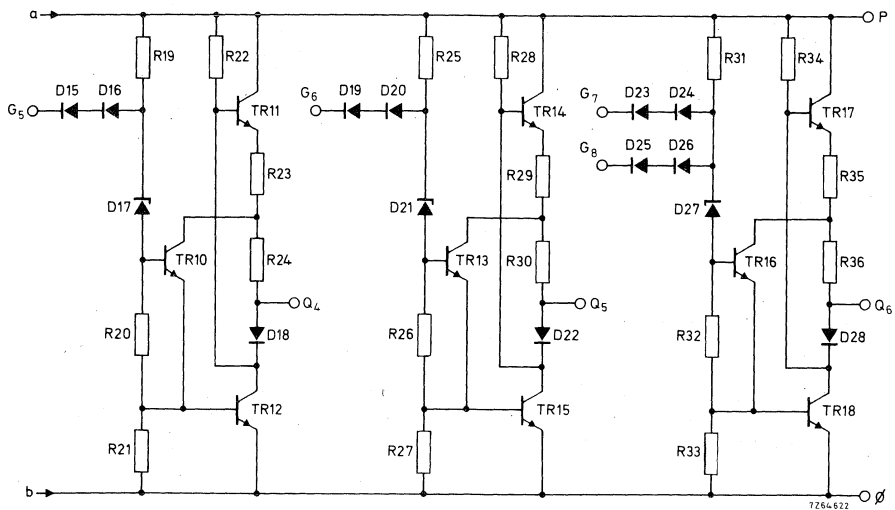 a P
R19 R22 R25 R28 R31 R34
D15 D16 D19 D20 D23 D24
G5 TR11 G6 TR14 G7 TR17
D25 D26
G8
R23 R29 R35
D17 D21 D27
TR10 R24 TR13 R30 TR16 R36
Q4 Q5 Q6
R20 D18 R26 D22 R32 D28
TR12 TR15 TR18
R21 R27 R33
b Ø
7Z64622